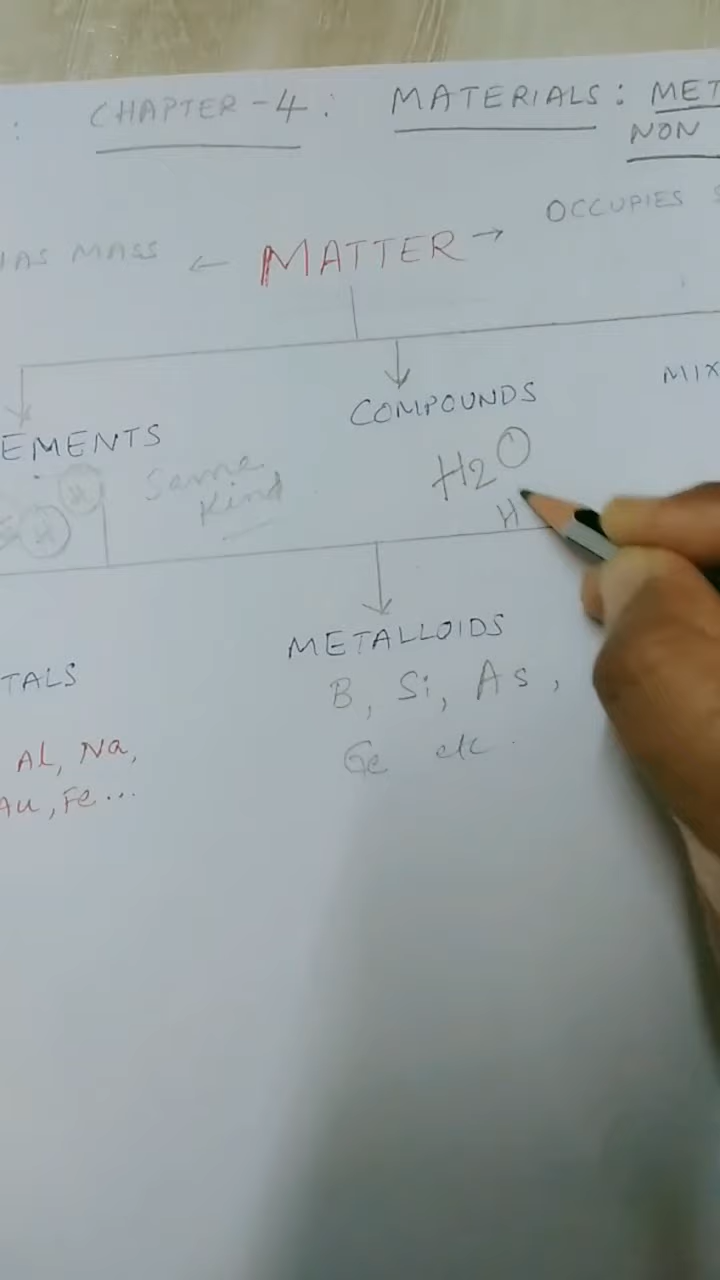 : CHAPTER-4: MATERIALS: MET
NON
HAS MASS ← MATTER → OCCUPIES S
EMENTS
COMPOUNDS
MIX
Same
Kind
H H
H2O
H
TALS
METALLOIDS
Al, Na,
Au, Fe...
B, Si, As,
Ge etc.